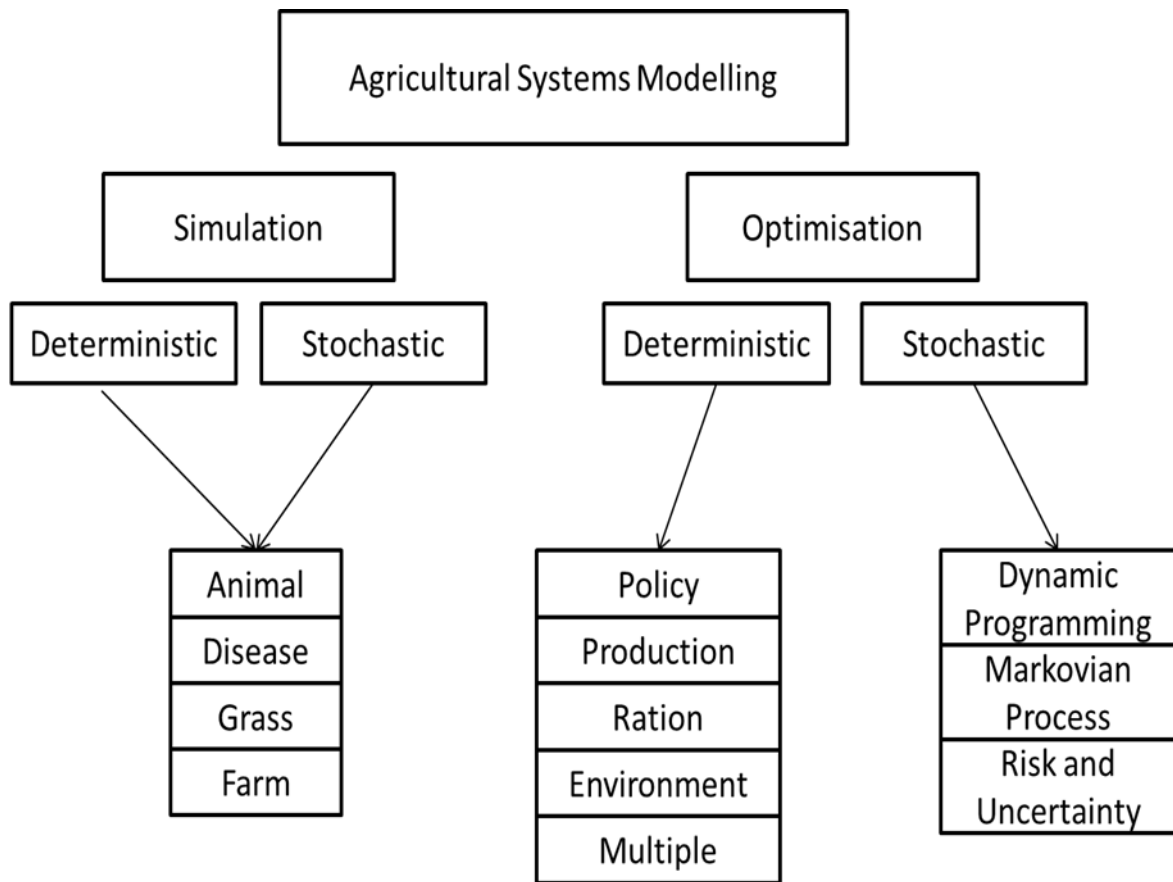 Agricultural Systems Modelling
Simulation
Optimisation
Deterministic
Stochastic
Deterministic
Stochastic
Animal
Disease
Grass
Farm
Policy
Production
Ration
Environment
Multiple
Dynamic
Programming
Markovian
Process
Risk and
Uncertainty